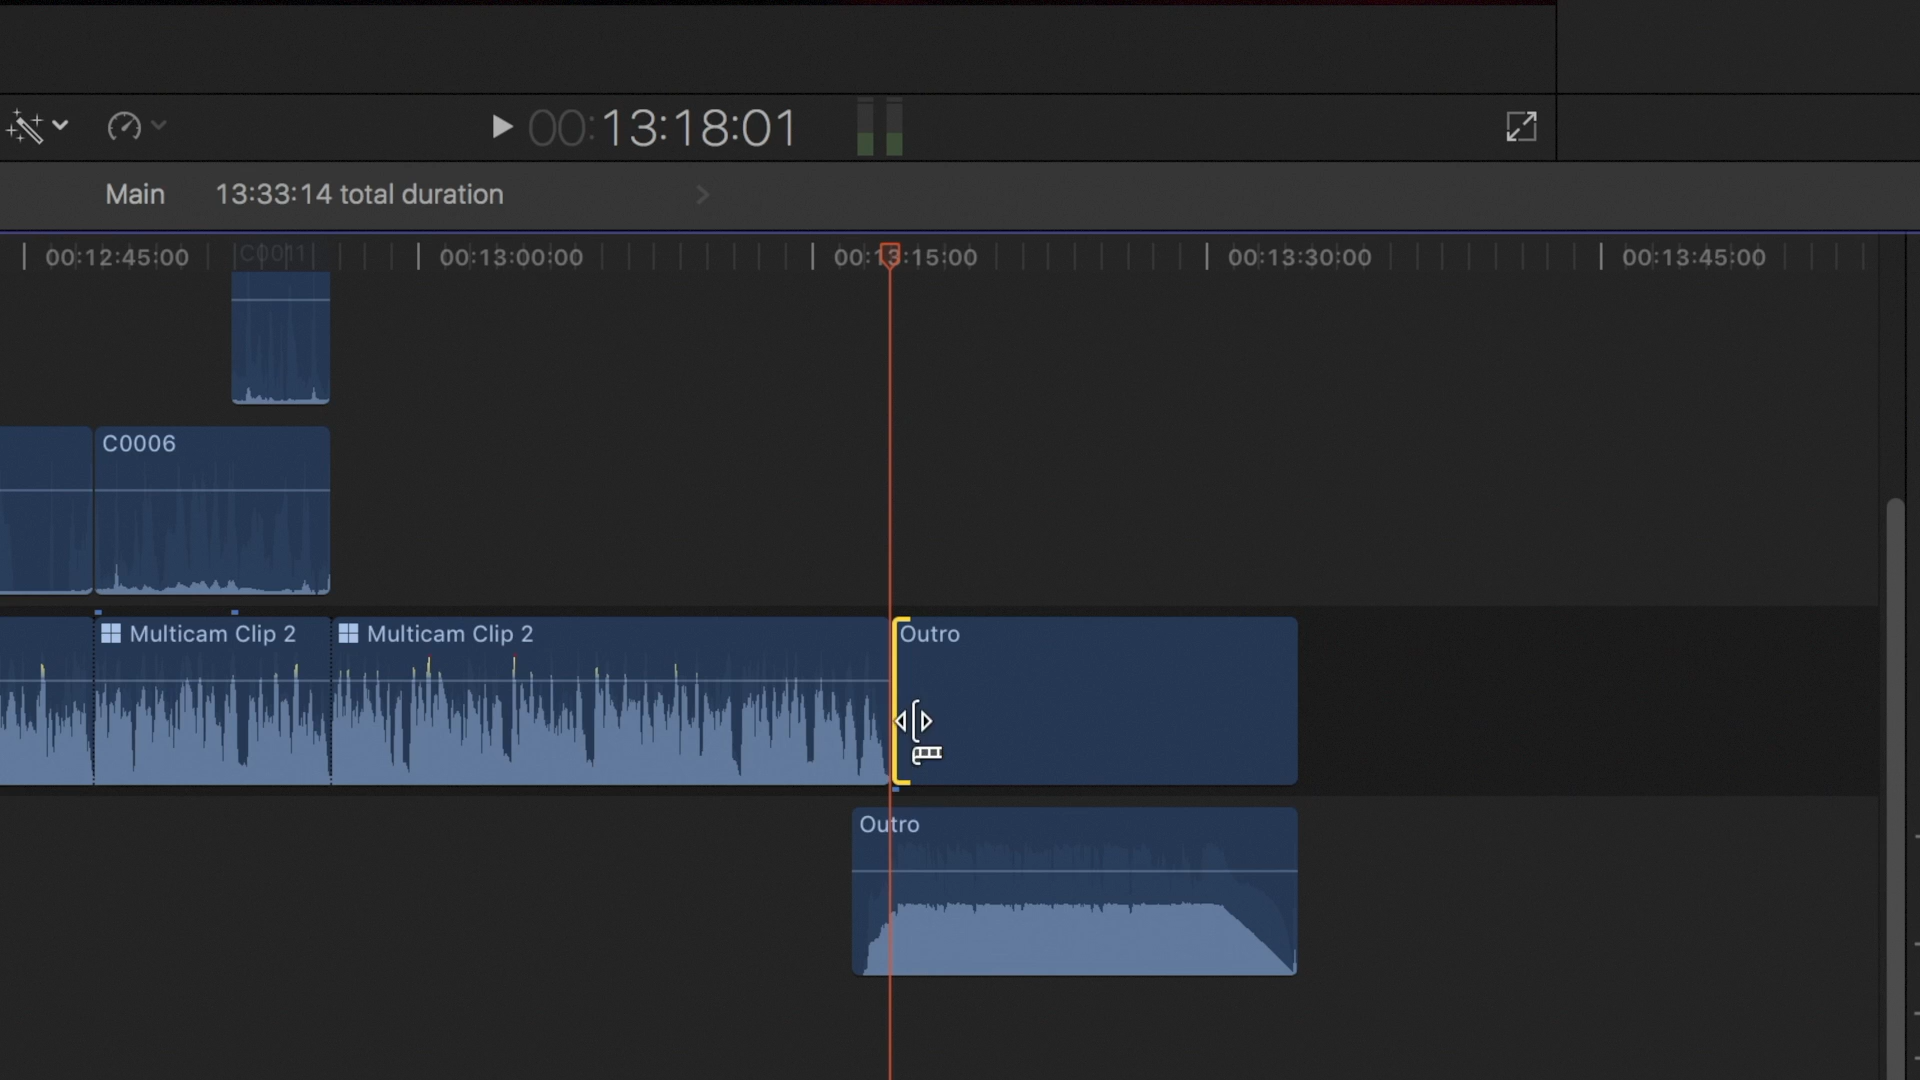 00:13:18:01
Main 13:33:14 total duration
00:12:45:00 00:13:00:00 00:13:15:00 00:13:30:00 00:13:45:00
C0011
C0006
Multicam Clip 2 Multicam Clip 2 Outro
Outro